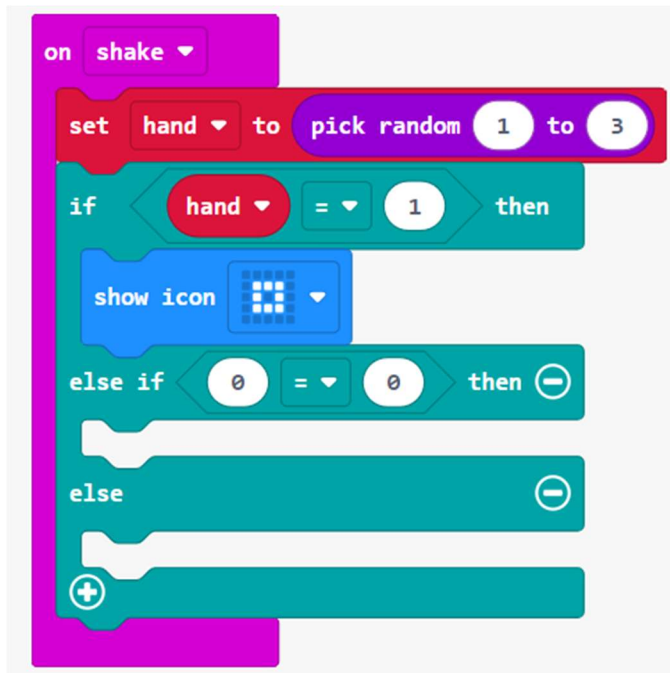 on shake
set hand to pick random 1 to 3
if hand = 1 then
show icon
else if 0 = 0 then
else